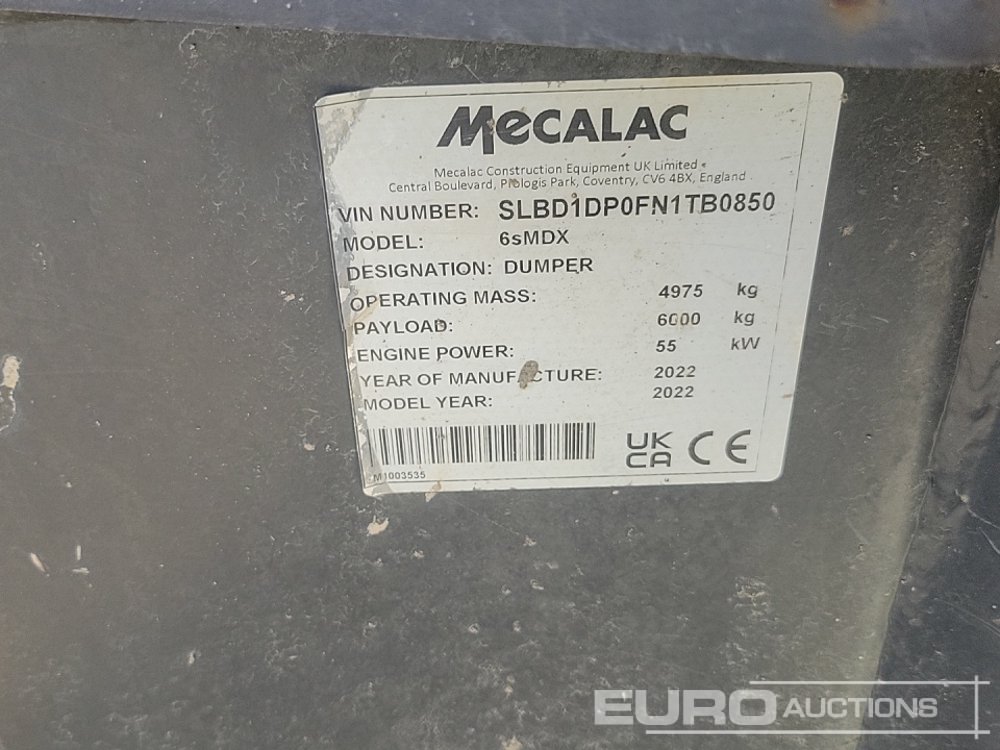 MECALAC
Mecalac Construction Equipment UK Limited
Central Boulevard, Prologis Park, Coventry, CV6 4BX, England
VIN NUMBER: SLBD1DP0FN1TB0850
MODEL: 6sMDX
DESIGNATION: DUMPER
OPERATING MASS: 4975 kg
PAYLOAD: 6000 kg
ENGINE POWER: 55 kW
YEAR OF MANUFACTURE: 2022
MODEL YEAR: 2022
UK
CA CE
CM1003535
EURO AUCTIONS